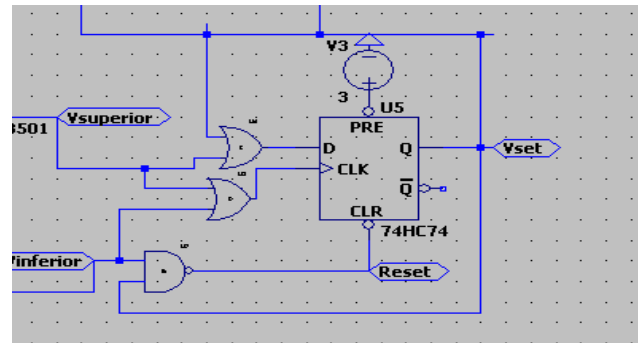 V3
3
U5
Vsuperior
3501
PRE
D
Q
Vset
CLK
Q
CLR
74HC74
Vinferior
Reset